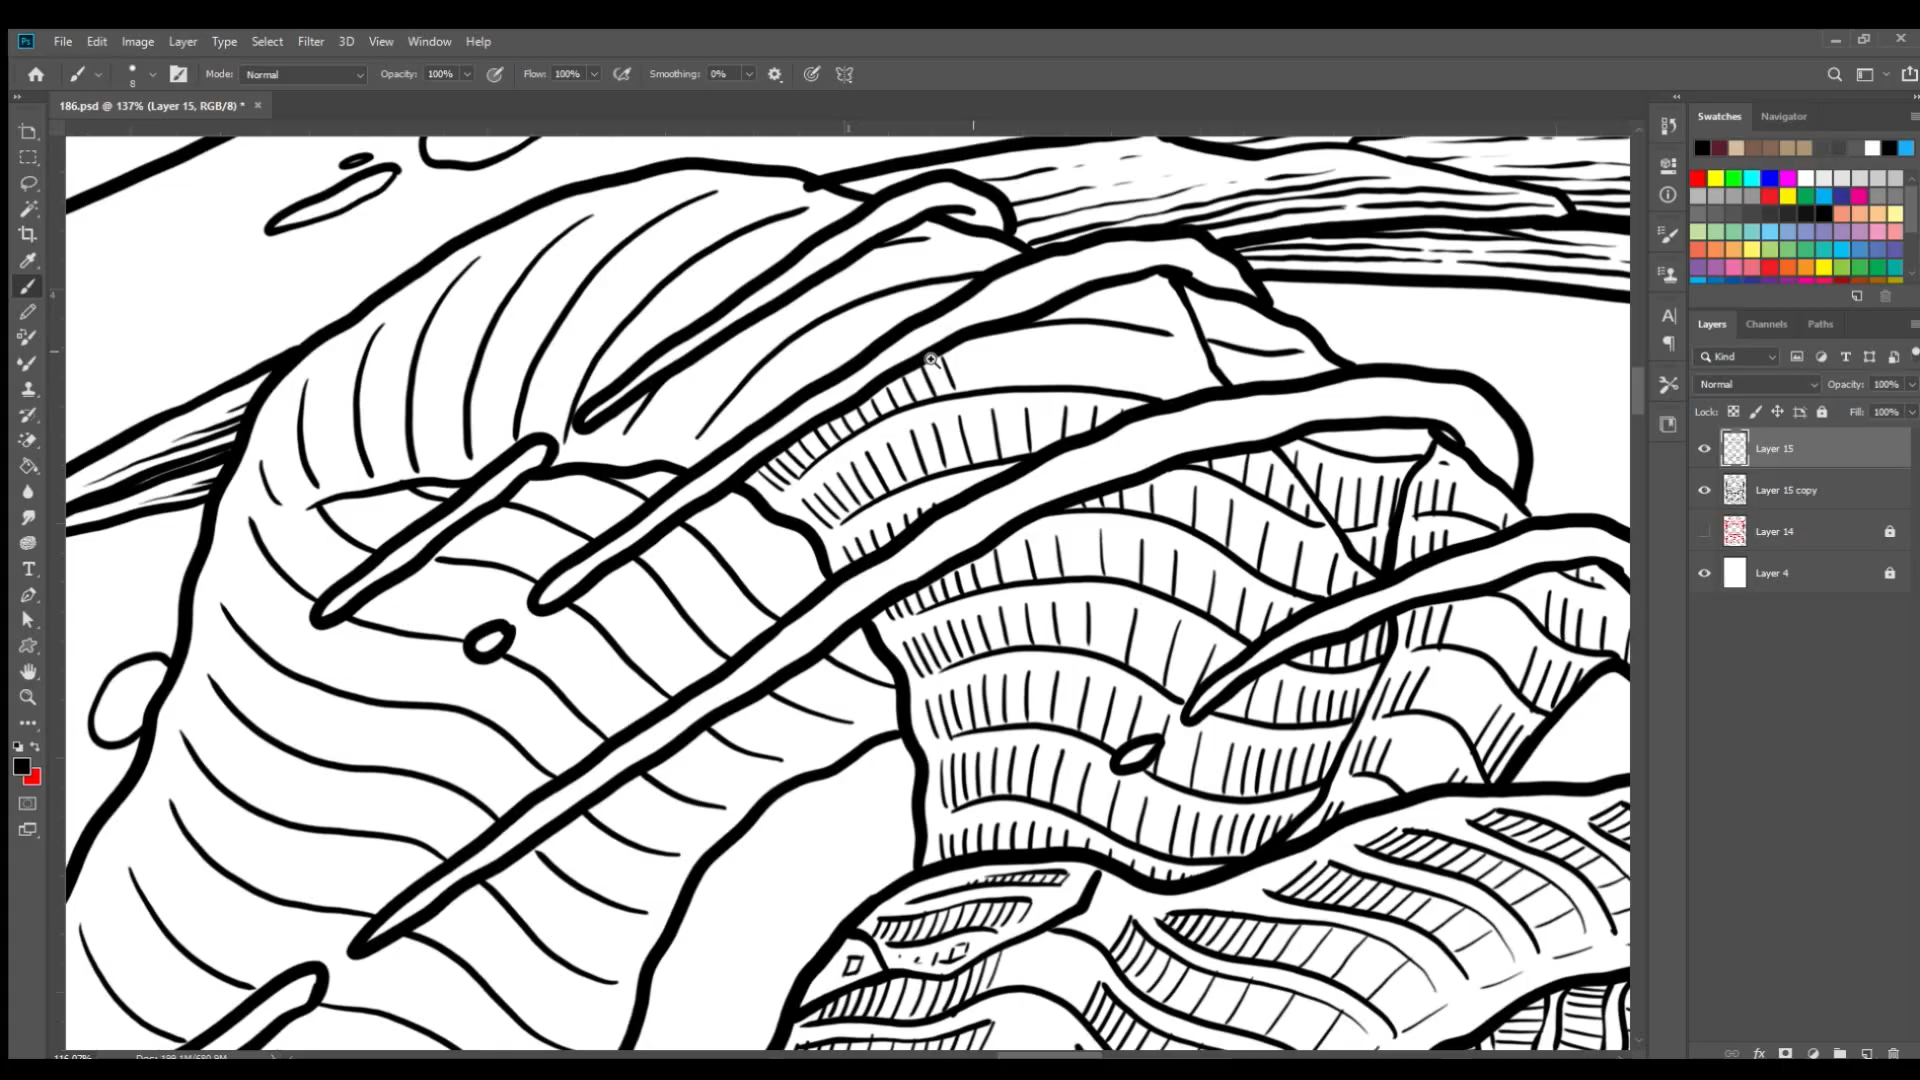 Ps File Edit Image Layer Type Select Filter 3D View Window Help
8 Mode: Normal Opacity: 100% Flow: 100% Smoothing: 0%
186.psd @ 137% (Layer 15, RGB/8) * ×
Swatches Navigator
Layers Channels Paths
Kind
Normal Opacity: 100%
Lock: Fill: 100%
Layer 15
Layer 15 copy
Layer 14
Layer 4